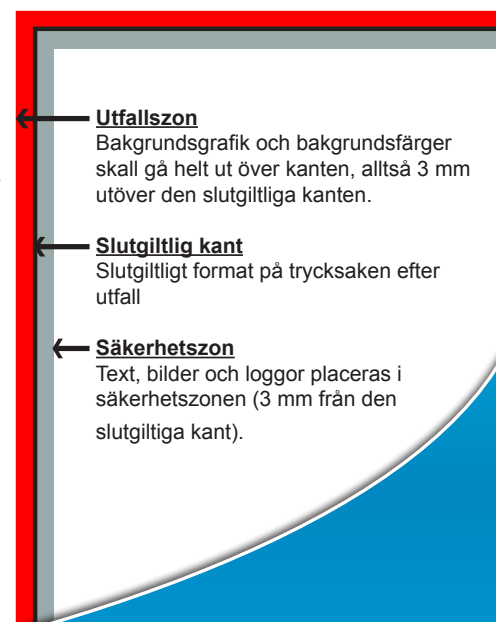 Utfallszon
Bakgrundsgrafik och bakgrundsfärger
skall gå helt ut över kanten, alltså 3 mm
utöver den slutgiltliga kanten.
Slutgiltlig kant
Slutgiltligt format på trycksaken efter
utfall
Säkerhetszon
Text, bilder och loggor placeras i
säkerhetszonen (3 mm från den
slutgiltiga kant).